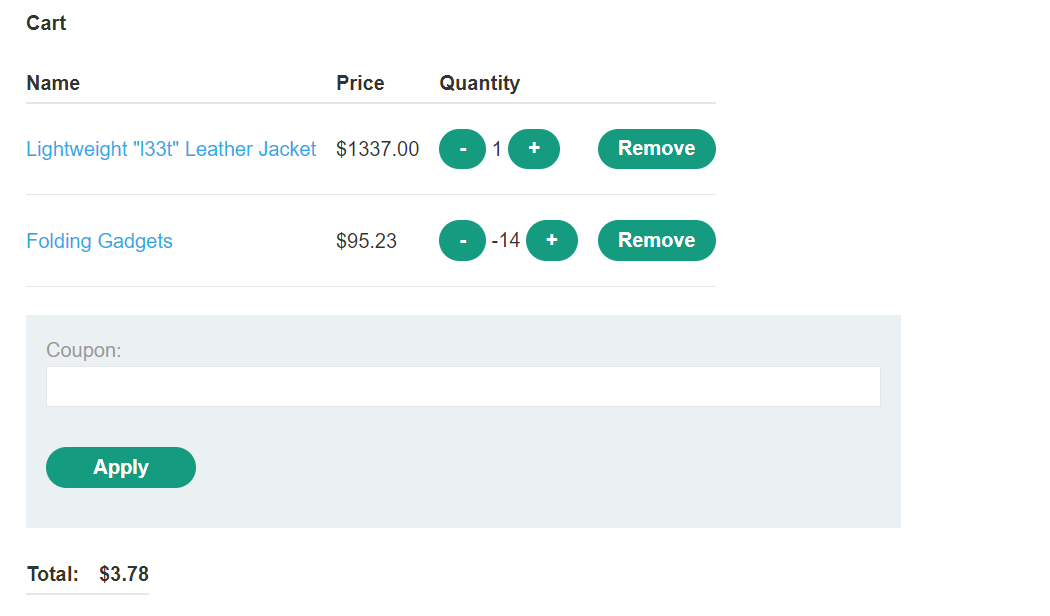 Cart
Name Price Quantity
Lightweight "l33t" Leather Jacket $1337.00 - 1 + Remove
Folding Gadgets $95.23 - -14 + Remove
Coupon:
Apply
Total: $3.78